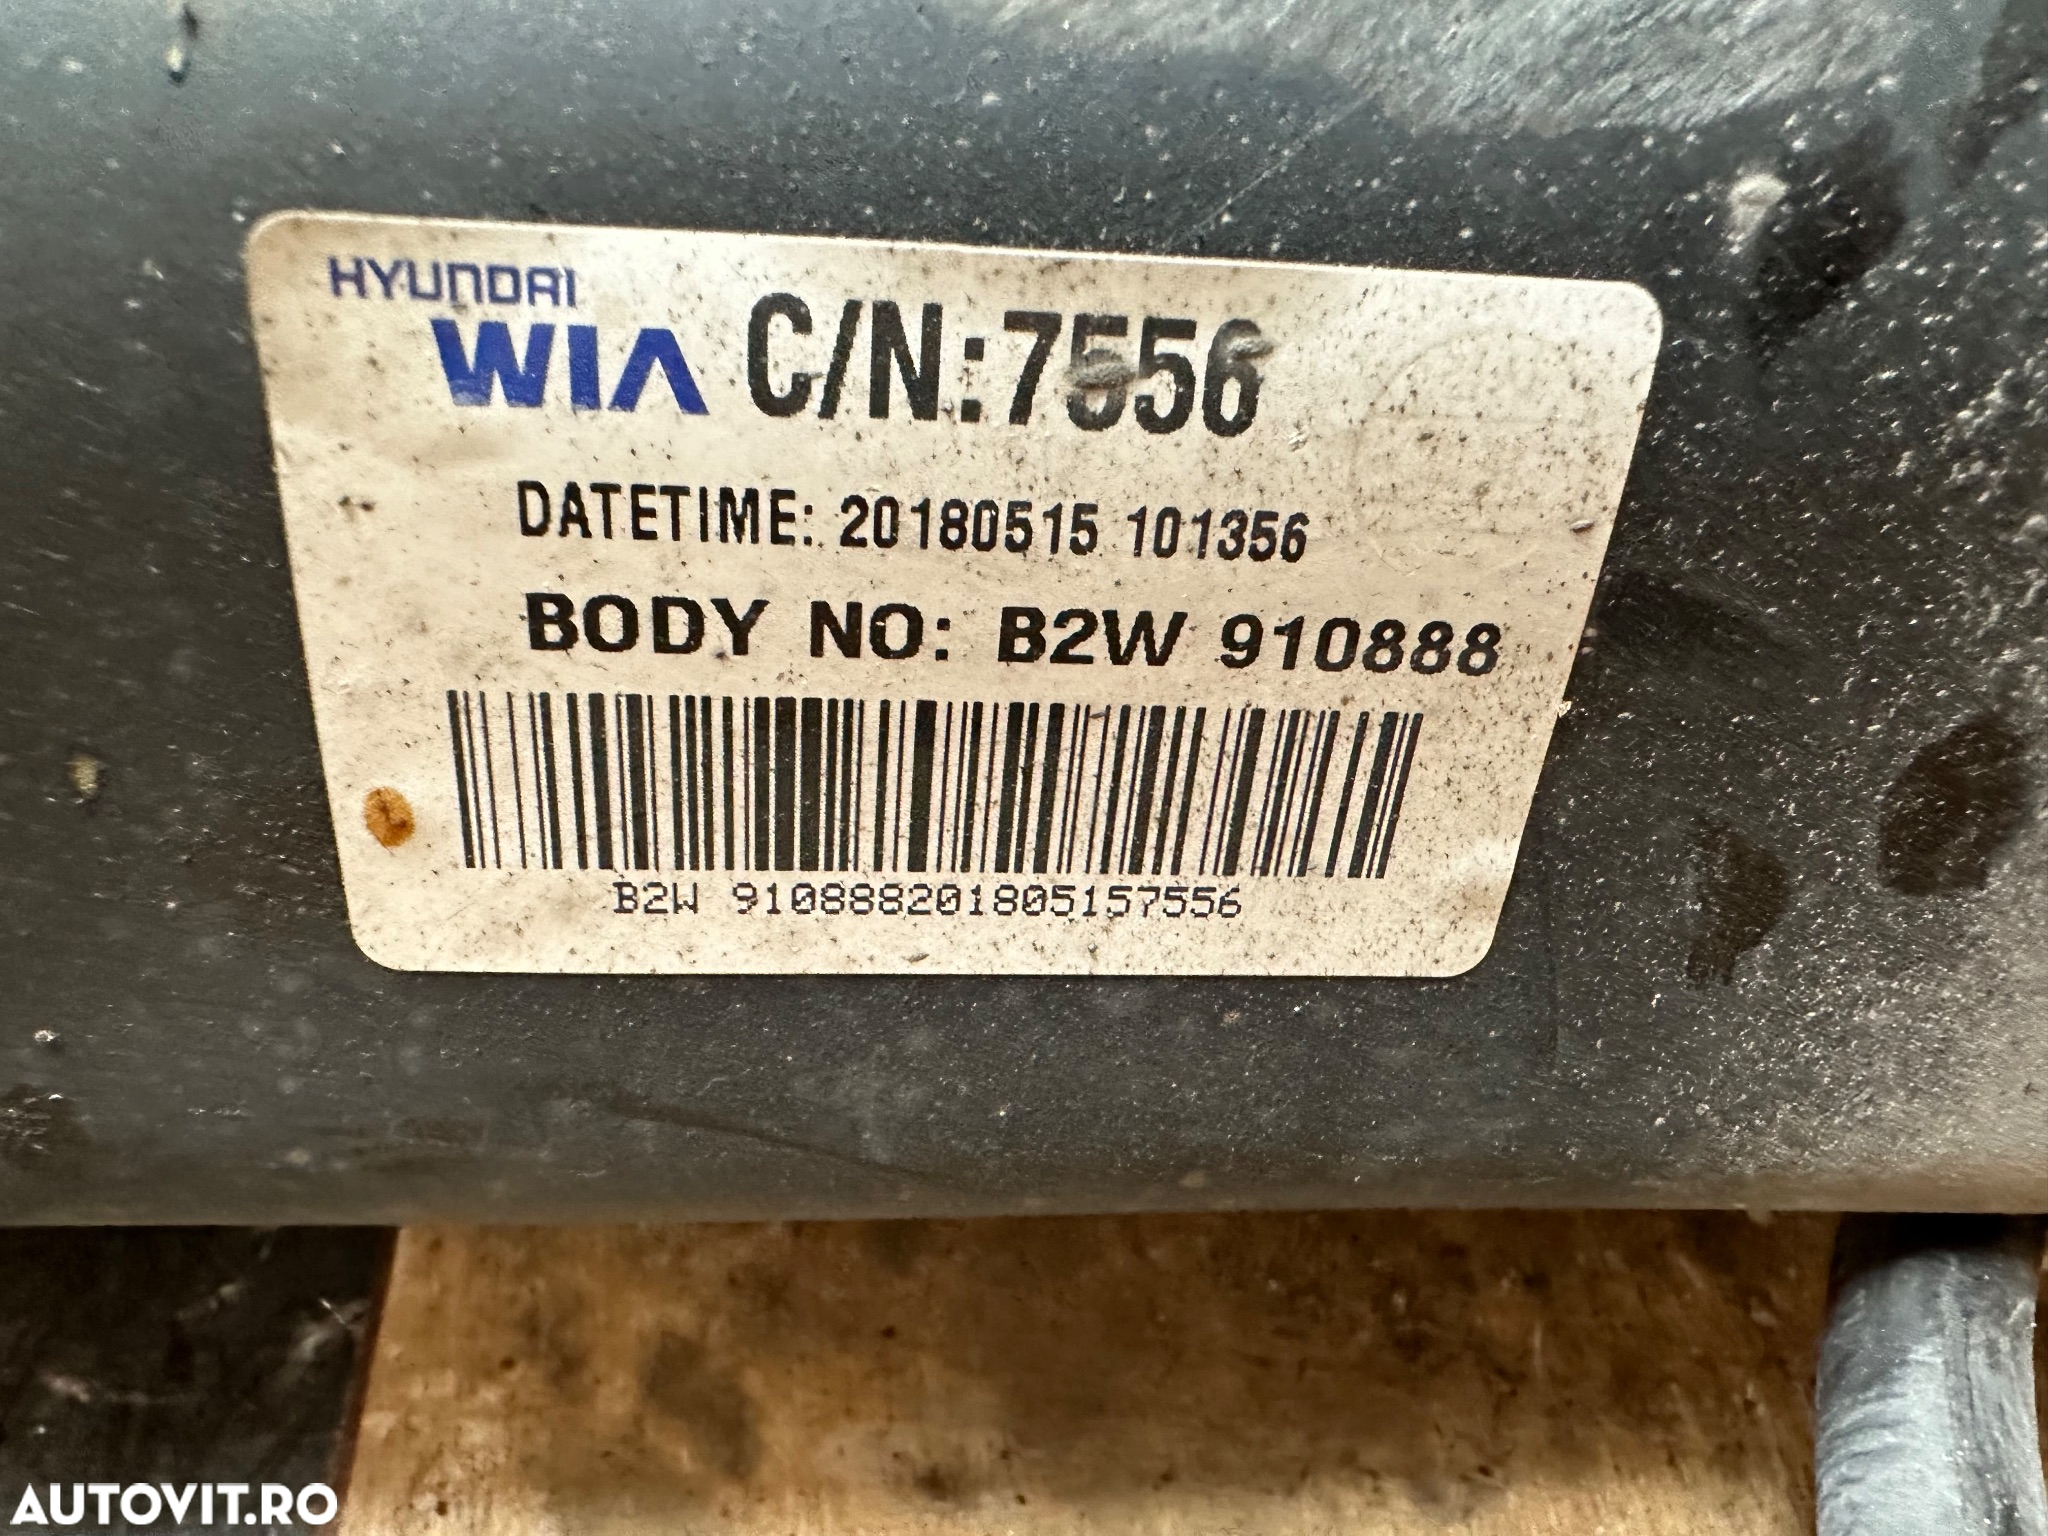 HYUNDAI
WIA C/N:7556
DATETIME: 20180515 101356
BODY NO: B2W 910888
B2W 910888201805157556
AUTOVIT.RO